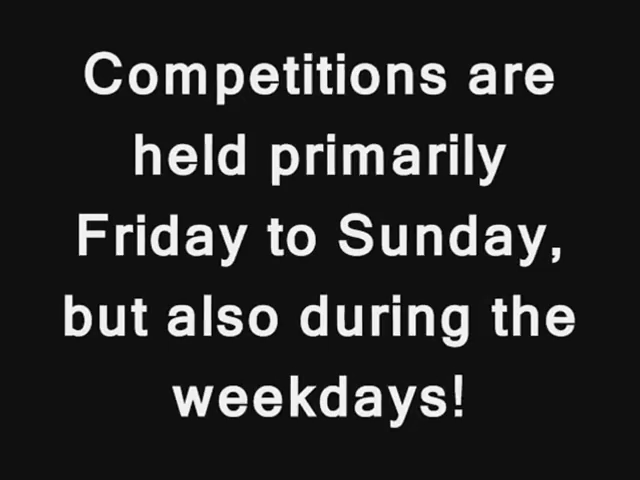 Competitions are
held primarily
Friday to Sunday,
but also during the
weekdays!